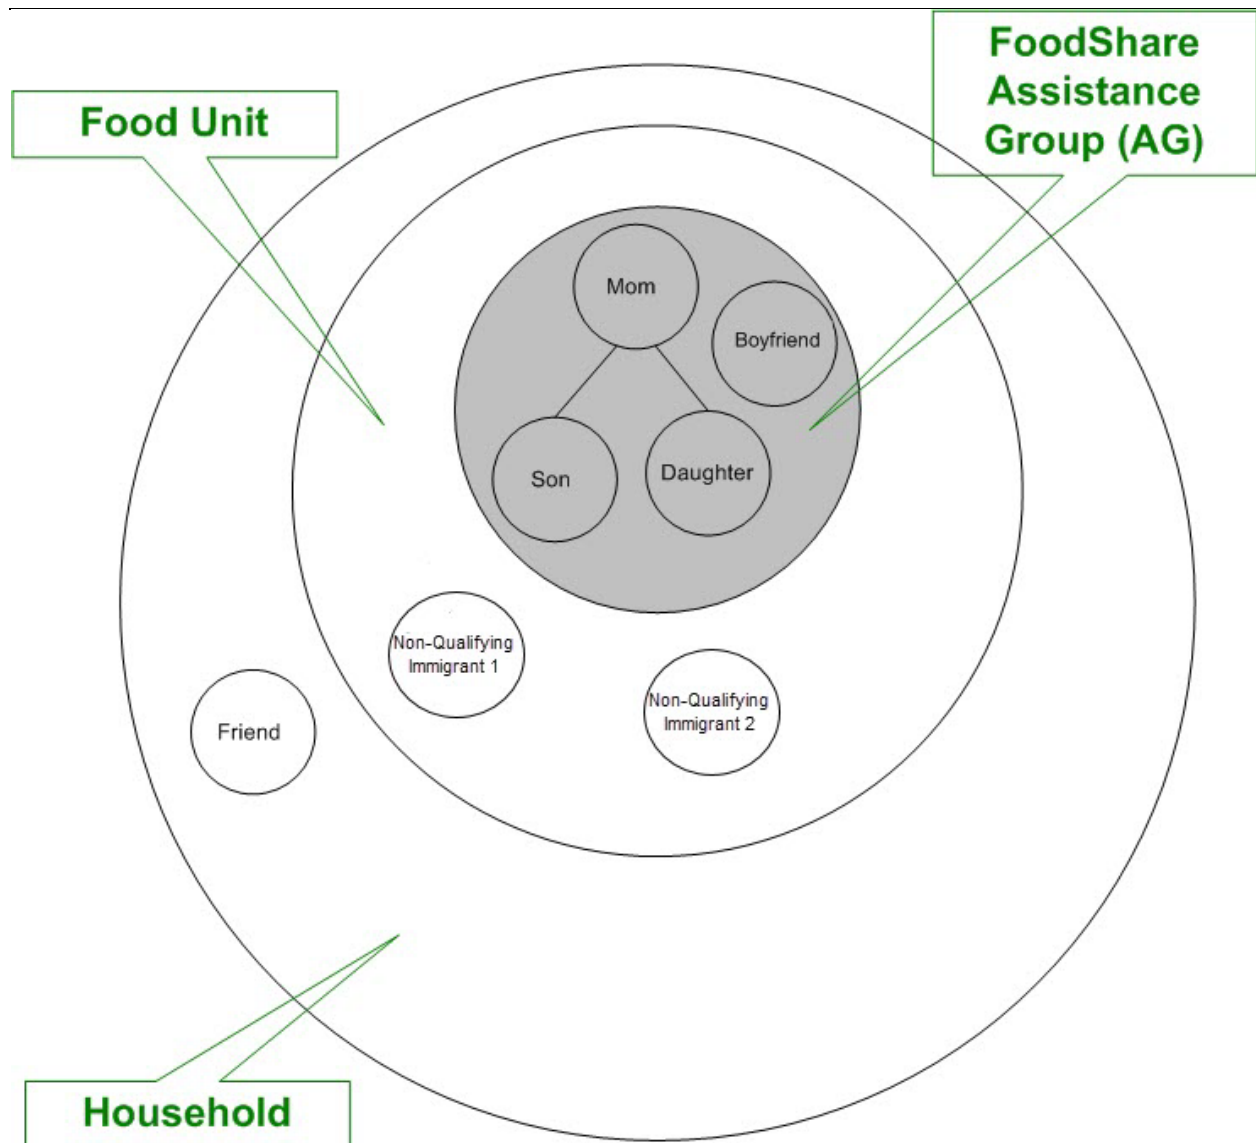 FoodShare
Assistance
Group (AG)
Food Unit
Mom
Boyfriend
Son
Daughter
Non-Qualifying
Immigrant 1
Non-Qualifying
Immigrant 2
Friend
Household